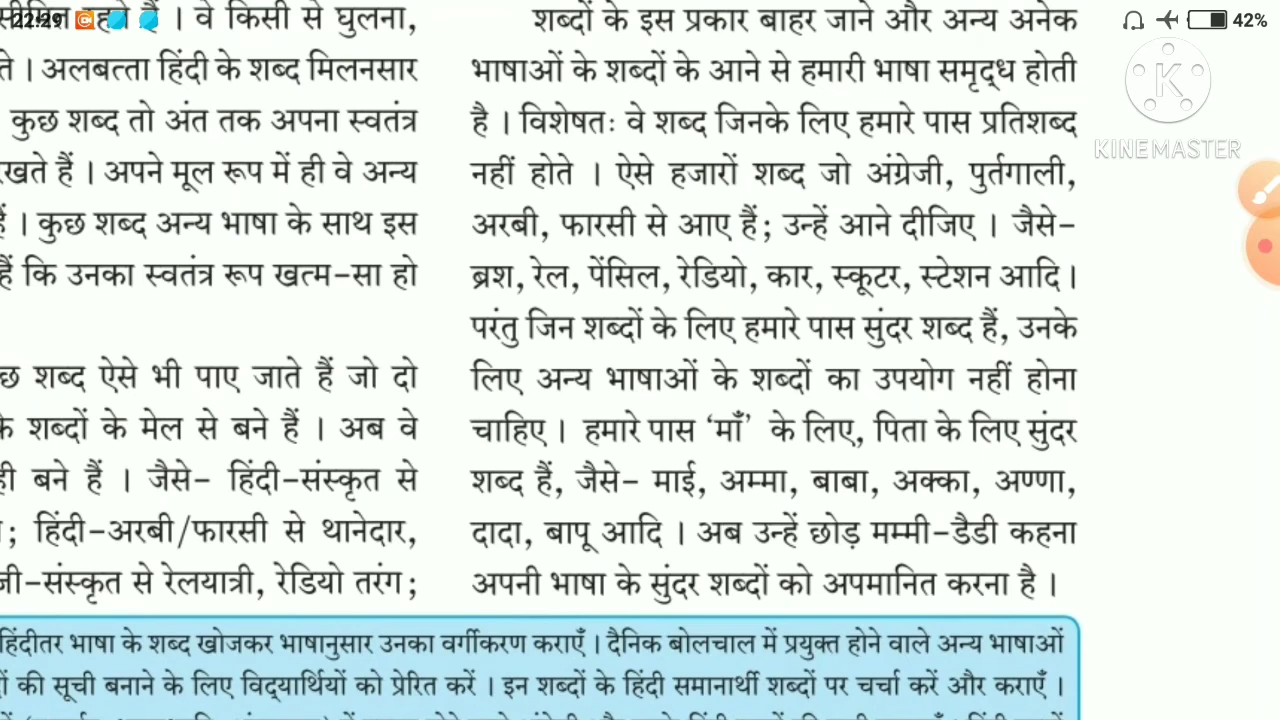 22:29
42%
KINEMASTER
हैं । वे किसी से घुलना,
ते । अलबत्ता हिंदी के शब्द मिलनसार
कुछ शब्द तो अंत तक अपना स्वतंत्र
रखते हैं । अपने मूल रूप में ही वे अन्य
हैं । कुछ शब्द अन्य भाषा के साथ इस
हैं कि उनका स्वतंत्र रूप खत्म-सा हो
छ शब्द ऐसे भी पाए जाते हैं जो दो
के शब्दों के मेल से बने हैं । अब वे
ही बने हैं । जैसे- हिंदी-संस्कृत से
; हिंदी-अरबी/फारसी से थानेदार,
जी-संस्कृत से रेलयात्री, रेडियो तरंग;
शब्दों के इस प्रकार बाहर जाने और अन्य अनेक
भाषाओं के शब्दों के आने से हमारी भाषा समृद्ध होती
है । विशेषतः वे शब्द जिनके लिए हमारे पास प्रतिशब्द
नहीं होते । ऐसे हजारों शब्द जो अंग्रेजी, पुर्तगाली,
अरबी, फारसी से आए हैं; उन्हें आने दीजिए । जैसे-
ब्रश, रेल, पेंसिल, रेडियो, कार, स्कूटर, स्टेशन आदि ।
परंतु जिन शब्दों के लिए हमारे पास सुंदर शब्द हैं, उनके
लिए अन्य भाषाओं के शब्दों का उपयोग नहीं होना
चाहिए । हमारे पास ‘माँ’ के लिए, पिता के लिए सुंदर
शब्द हैं, जैसे- माई, अम्मा, बाबा, अक्का, अण्णा,
दादा, बापू आदि । अब उन्हें छोड़ मम्मी-डैडी कहना
अपनी भाषा के सुंदर शब्दों को अपमानित करना है ।
हिंदीतर भाषा के शब्द खोजकर भाषानुसार उनका वर्गीकरण कराएँ । दैनिक बोलचाल में प्रयुक्त होने वाले अन्य भाषाओं
की सूची बनाने के लिए विद्यार्थियों को प्रेरित करें । इन शब्दों के हिंदी समानार्थी शब्दों पर चर्चा करें और कराएँ ।